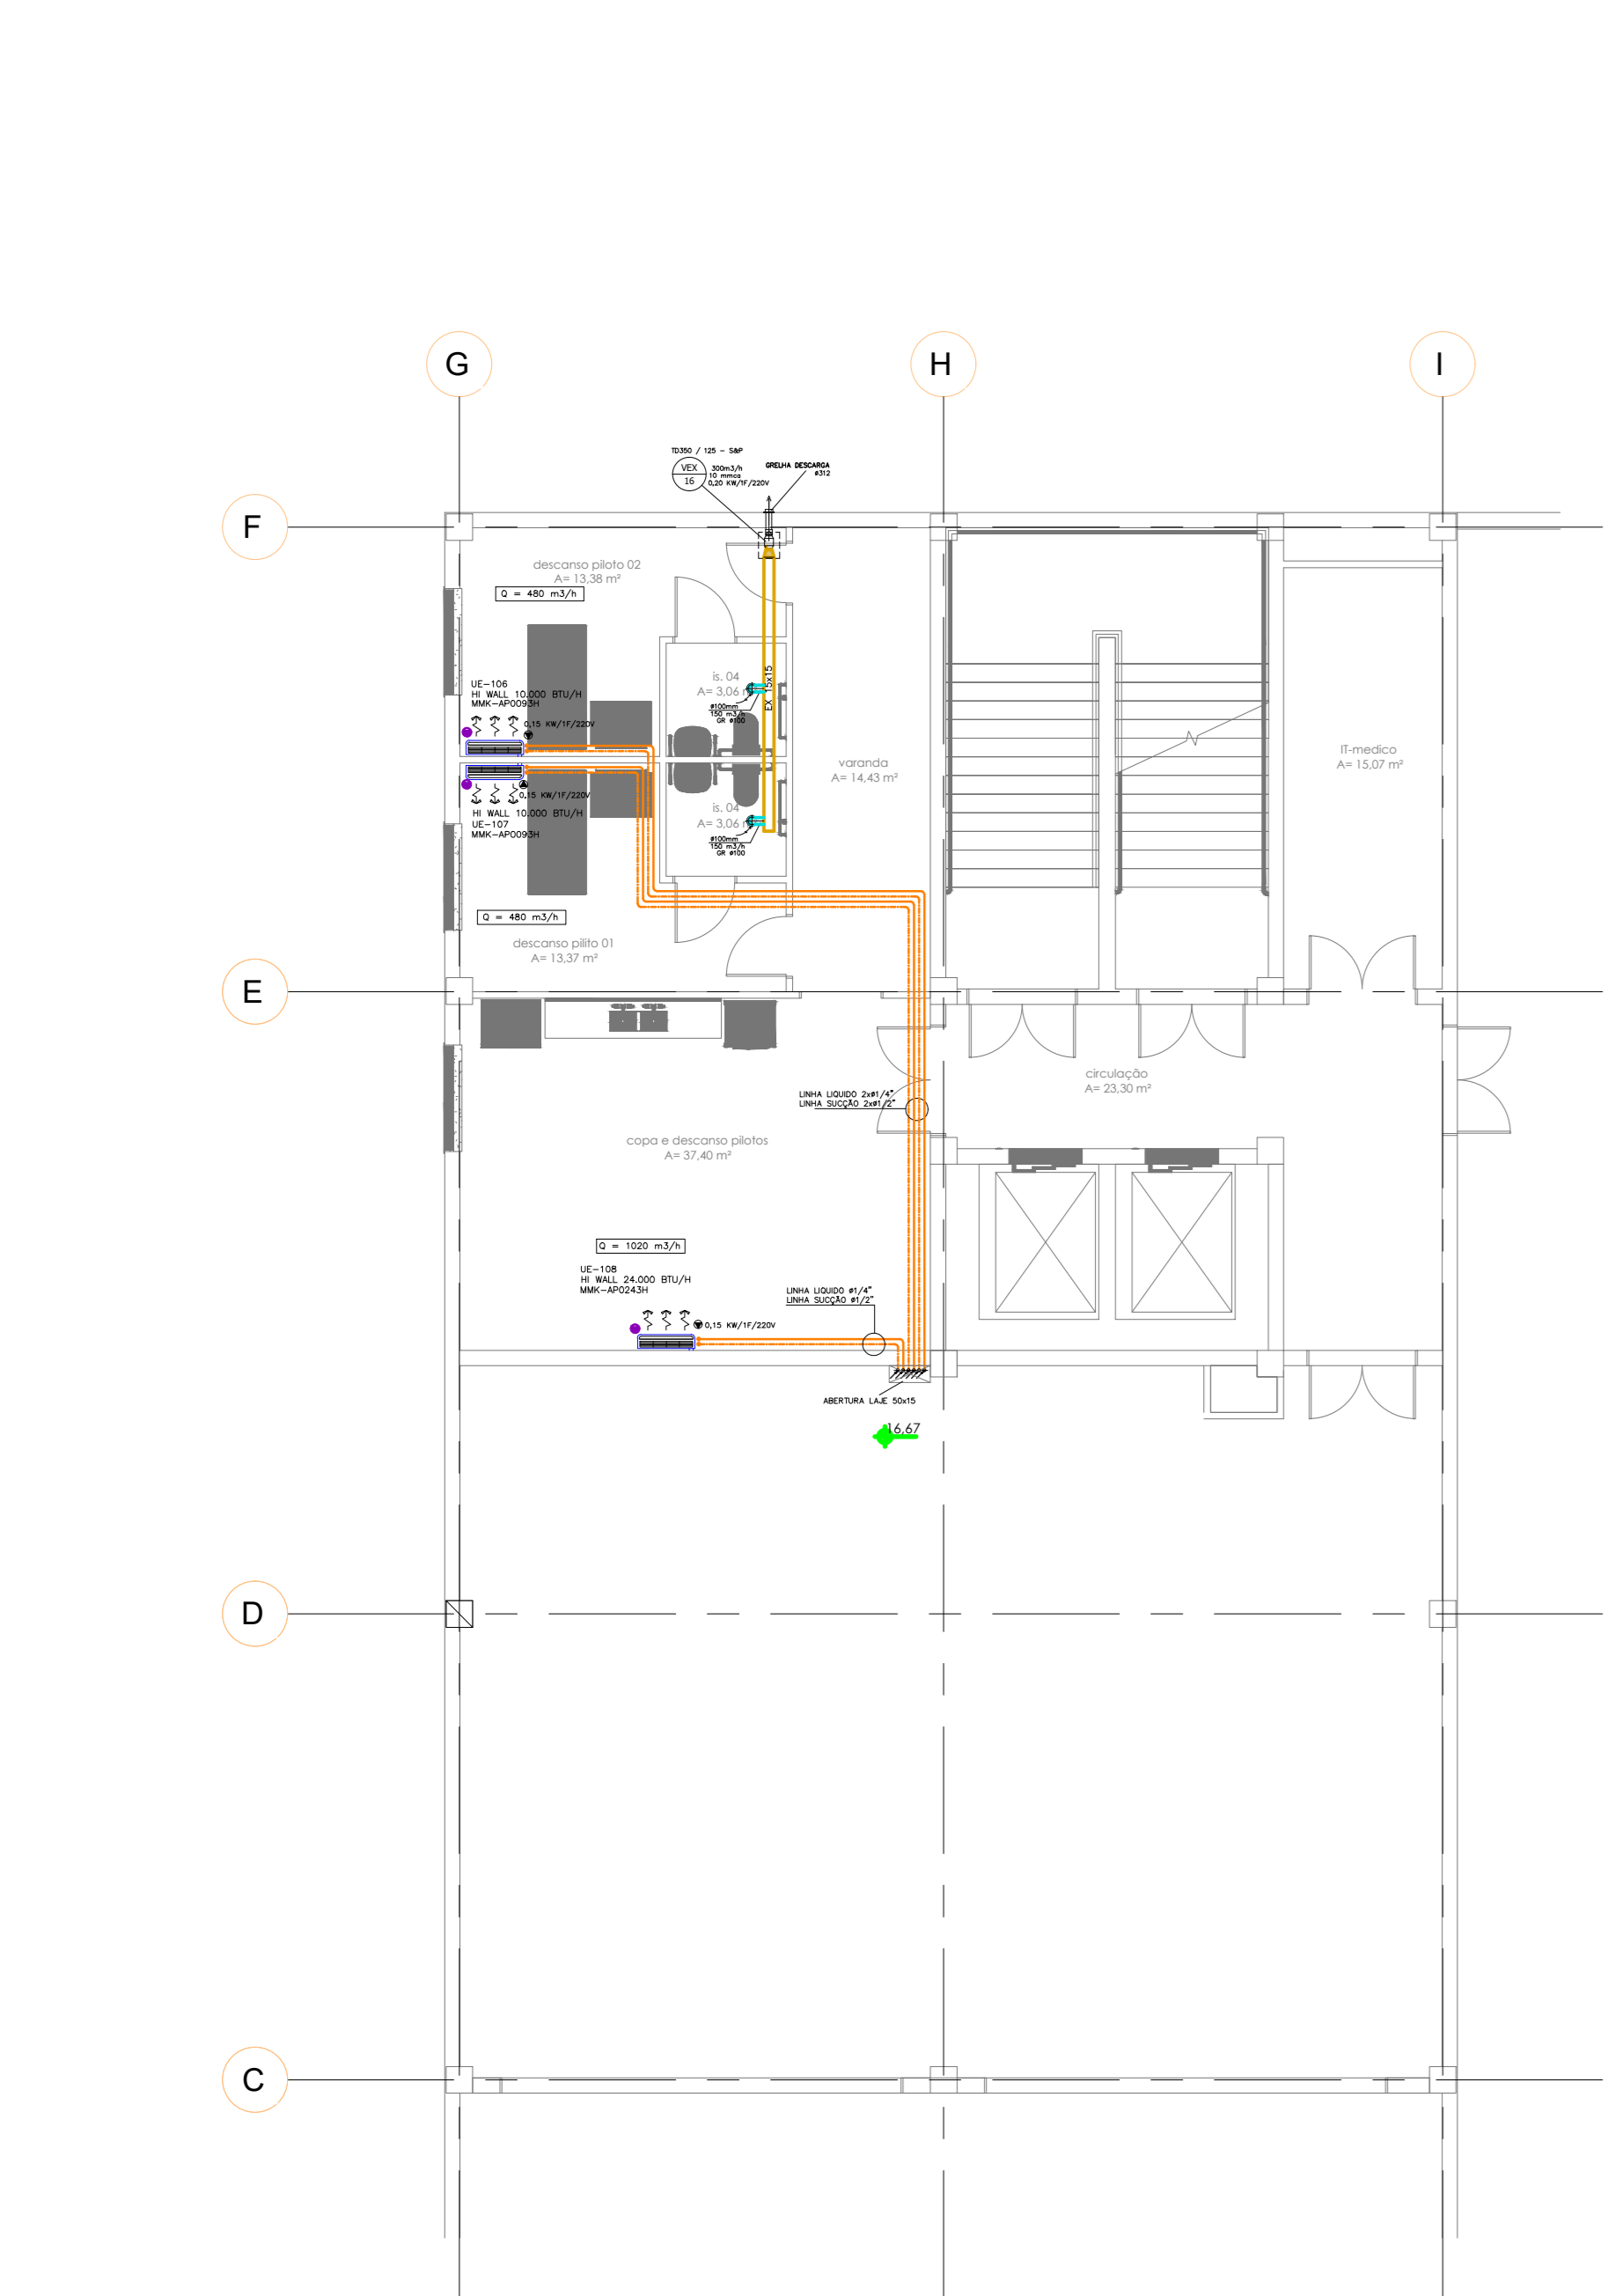 G
H
I
TD350 / 125 - S&P
VEX
16
300m3/h
10 mmca
0,20 KW/1F/220V
GRELHA DESCARGA
ø312
F
descanso piloto 02
A= 13,38 m²
Q = 480 m3/h
UE-106
HI WALL 10.000 BTU/H
MMK-AP0093H
0,15 KW/1F/220V
is. 04
A= 3,06
EX 15x15
ø100mm
150 m3/h
GR ø100
varanda
A= 14,43 m²
IT-medico
A= 15,07 m²
0,15 KW/1F/220V
HI WALL 10.000 BTU/H
UE-107
MMK-AP0093H
is. 04
A= 3,06
ø100mm
150 m3/h
GR ø100
Q = 480 m3/h
descanso pilito 01
A= 13,37 m²
E
circulação
A= 23,30 m²
LINHA LIQUIDO 2xø1/4"
LINHA SUCÇÃO 2xø1/2"
copa e descanso pilotos
A= 37,40 m²
Q = 1020 m3/h
UE-108
HI WALL 24.000 BTU/H
MMK-AP0243H
0,15 KW/1F/220V
LINHA LIQUIDO ø1/4"
LINHA SUCÇÃO ø1/2"
ABERTURA LAJE 50x15
16,67
D
C